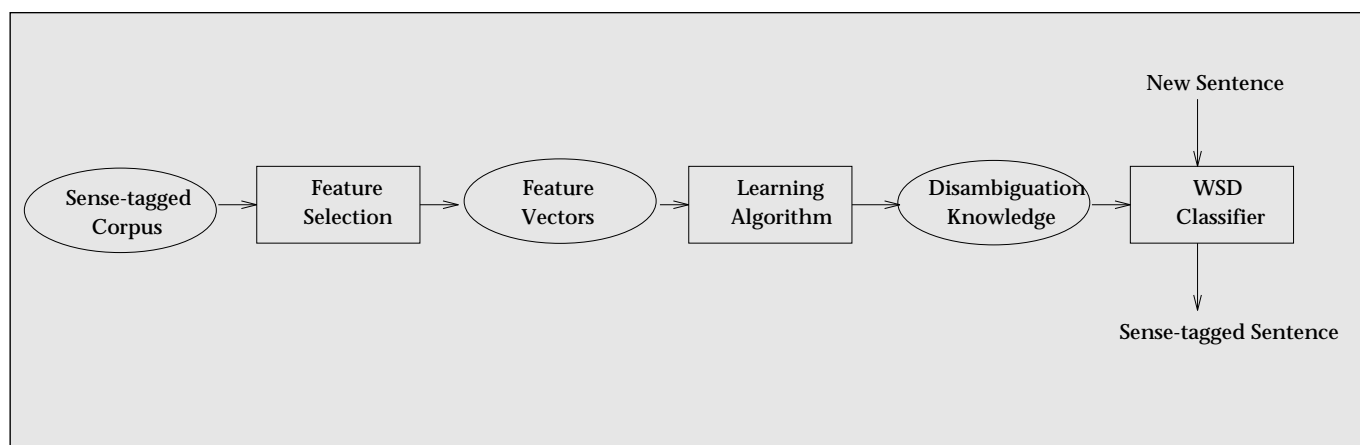 New Sentence
Sense-tagged
Corpus
Feature
Selection
Feature
Vectors
Learning
Algorithm
Disambiguation
Knowledge
WSD
Classifier
Sense-tagged Sentence